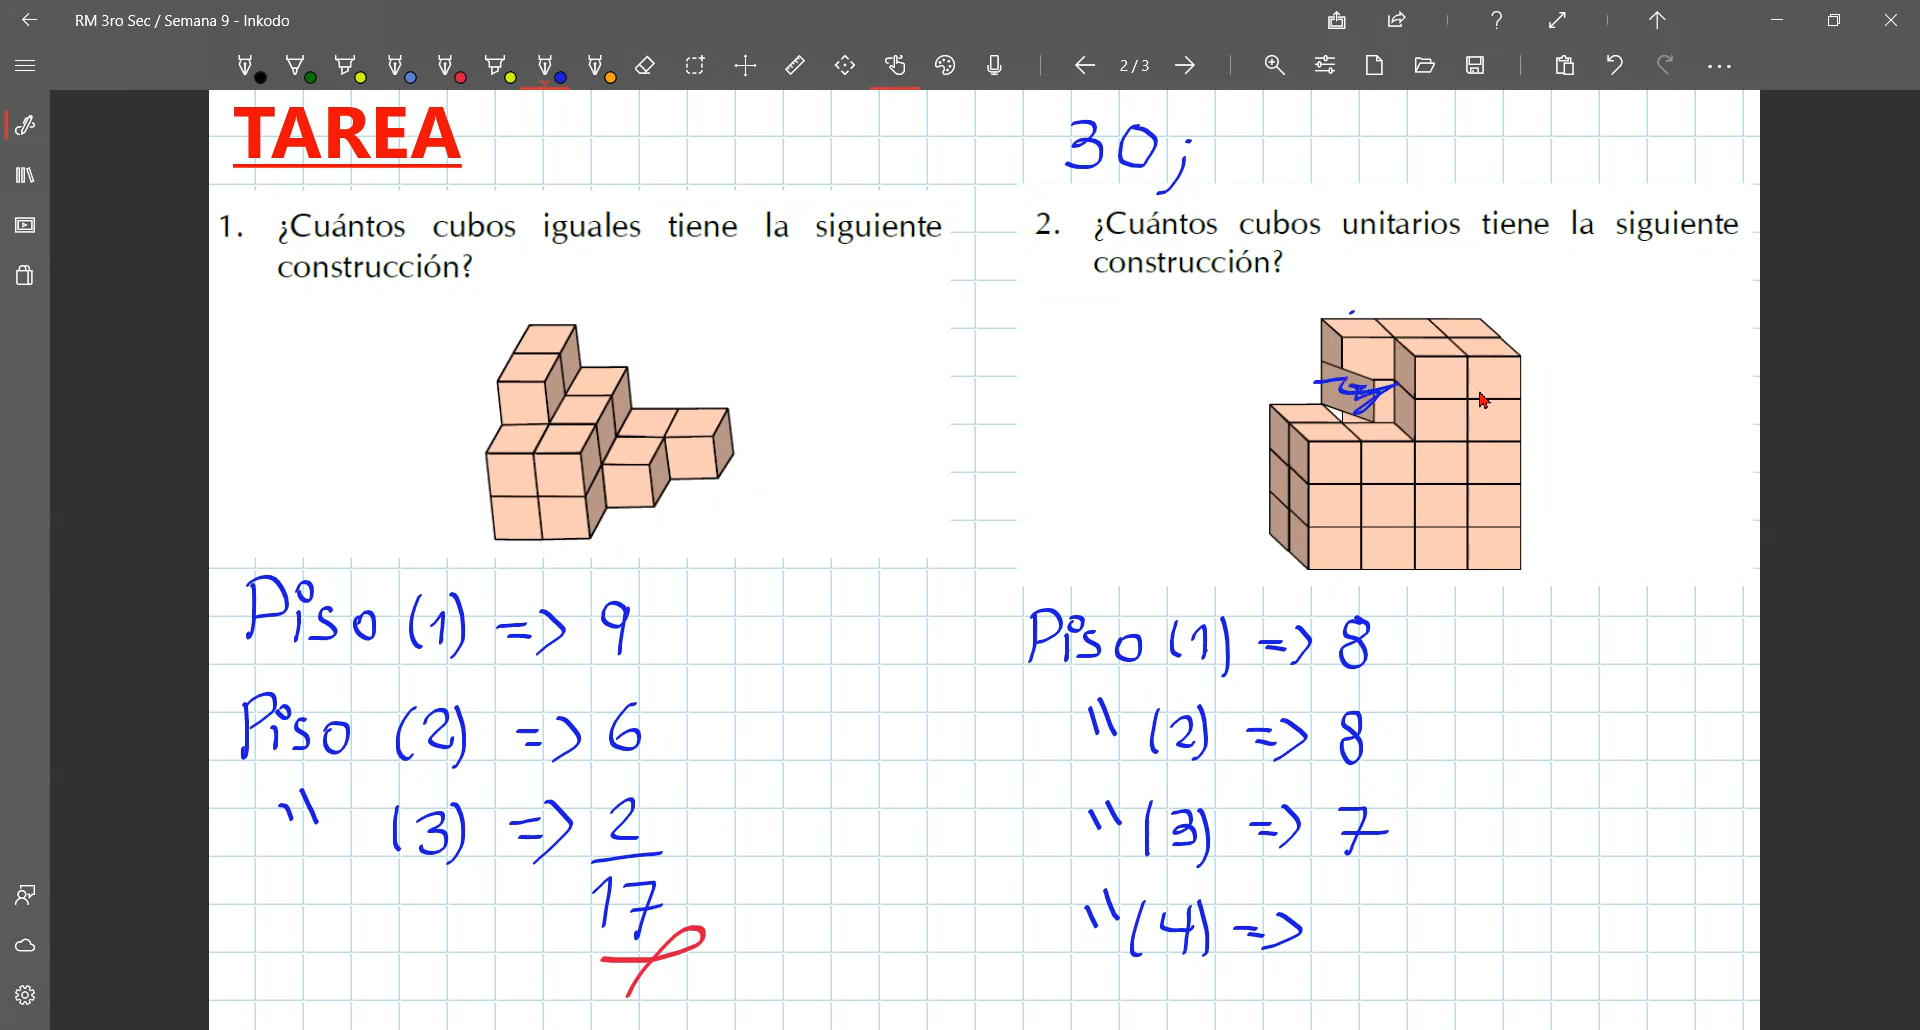 RM 3ro Sec / Semana 9 - Inkodo
2 / 3
TAREA
1. ¿Cuántos cubos iguales tiene la siguiente
construcción?
Piso (1) => 9
Piso (2) => 6
" (3) => 2
17
30;
2. ¿Cuántos cubos unitarios tiene la siguiente
construcción?
Piso (1) => 8
" (2) => 8
" (3) => 7
" (4) =>